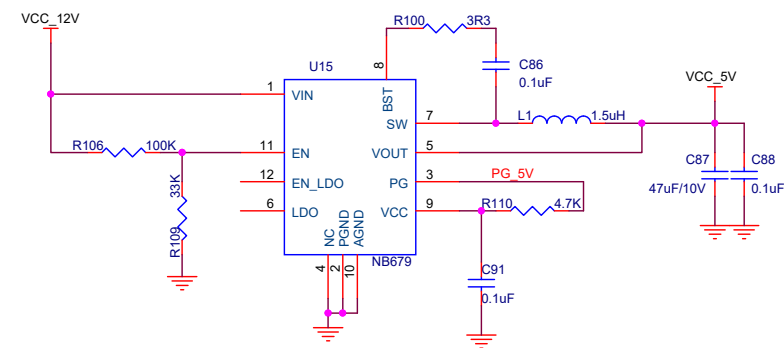 VCC_12V
R100 3R3
U15
8
C86
0.1uF
VCC_5V
1
VIN
BST
SW
7
L1
1.5uH
R106 100K
11
EN
VOUT
5
C87
C88
12
EN_LDO
PG
3
PG_5V
47uF/10V
0.1uF
33K
6
LDO
VCC
9
R110 4.7K
R109
NC
PGND
AGND
4
2
10
NB679
C91
0.1uF